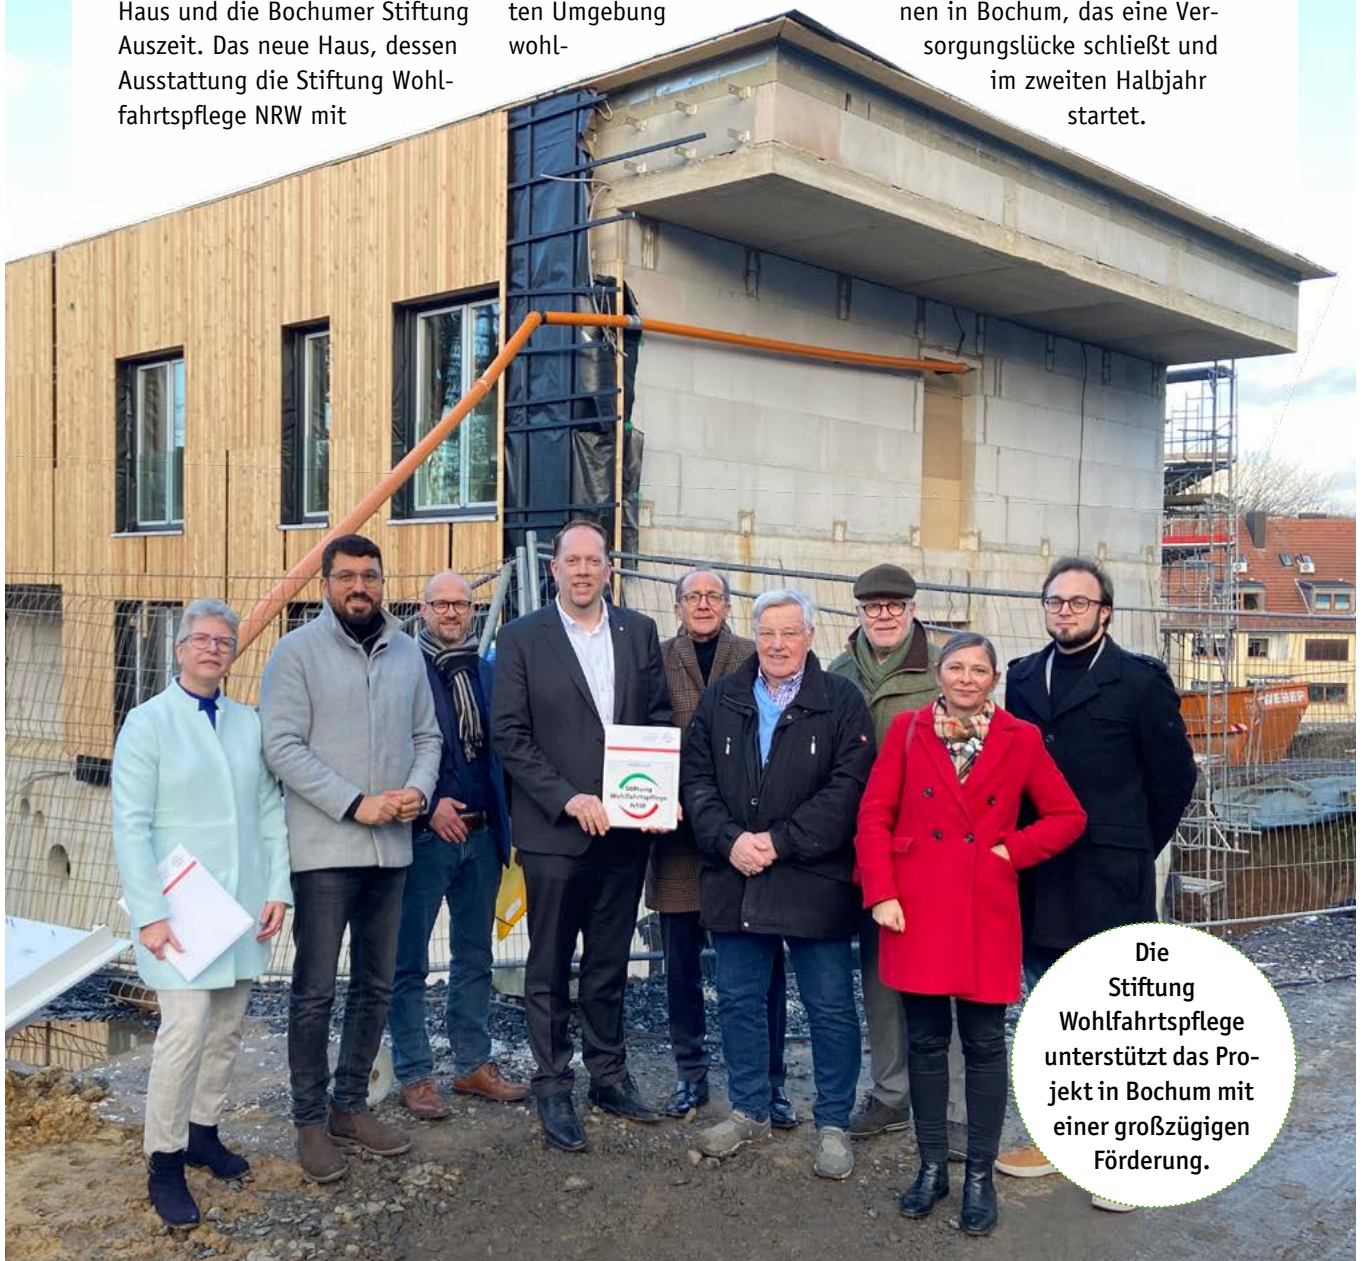 Haus und die Bochumer Stiftung
Auszeit. Das neue Haus, dessen
Ausstattung die Stiftung Wohl-
fahrtspflege NRW mit
ten Umgebung
wohl-
nen in Bochum, das eine Ver-
sorgungslücke schließt und
im zweiten Halbjahr
startet.
WEBER
Stiftung
Wohlfahrtspflege
NRW
Die
Stiftung
Wohlfahrtspflege
unterstützt das Pro-
jekt in Bochum mit
einer großzügigen
Förderung.